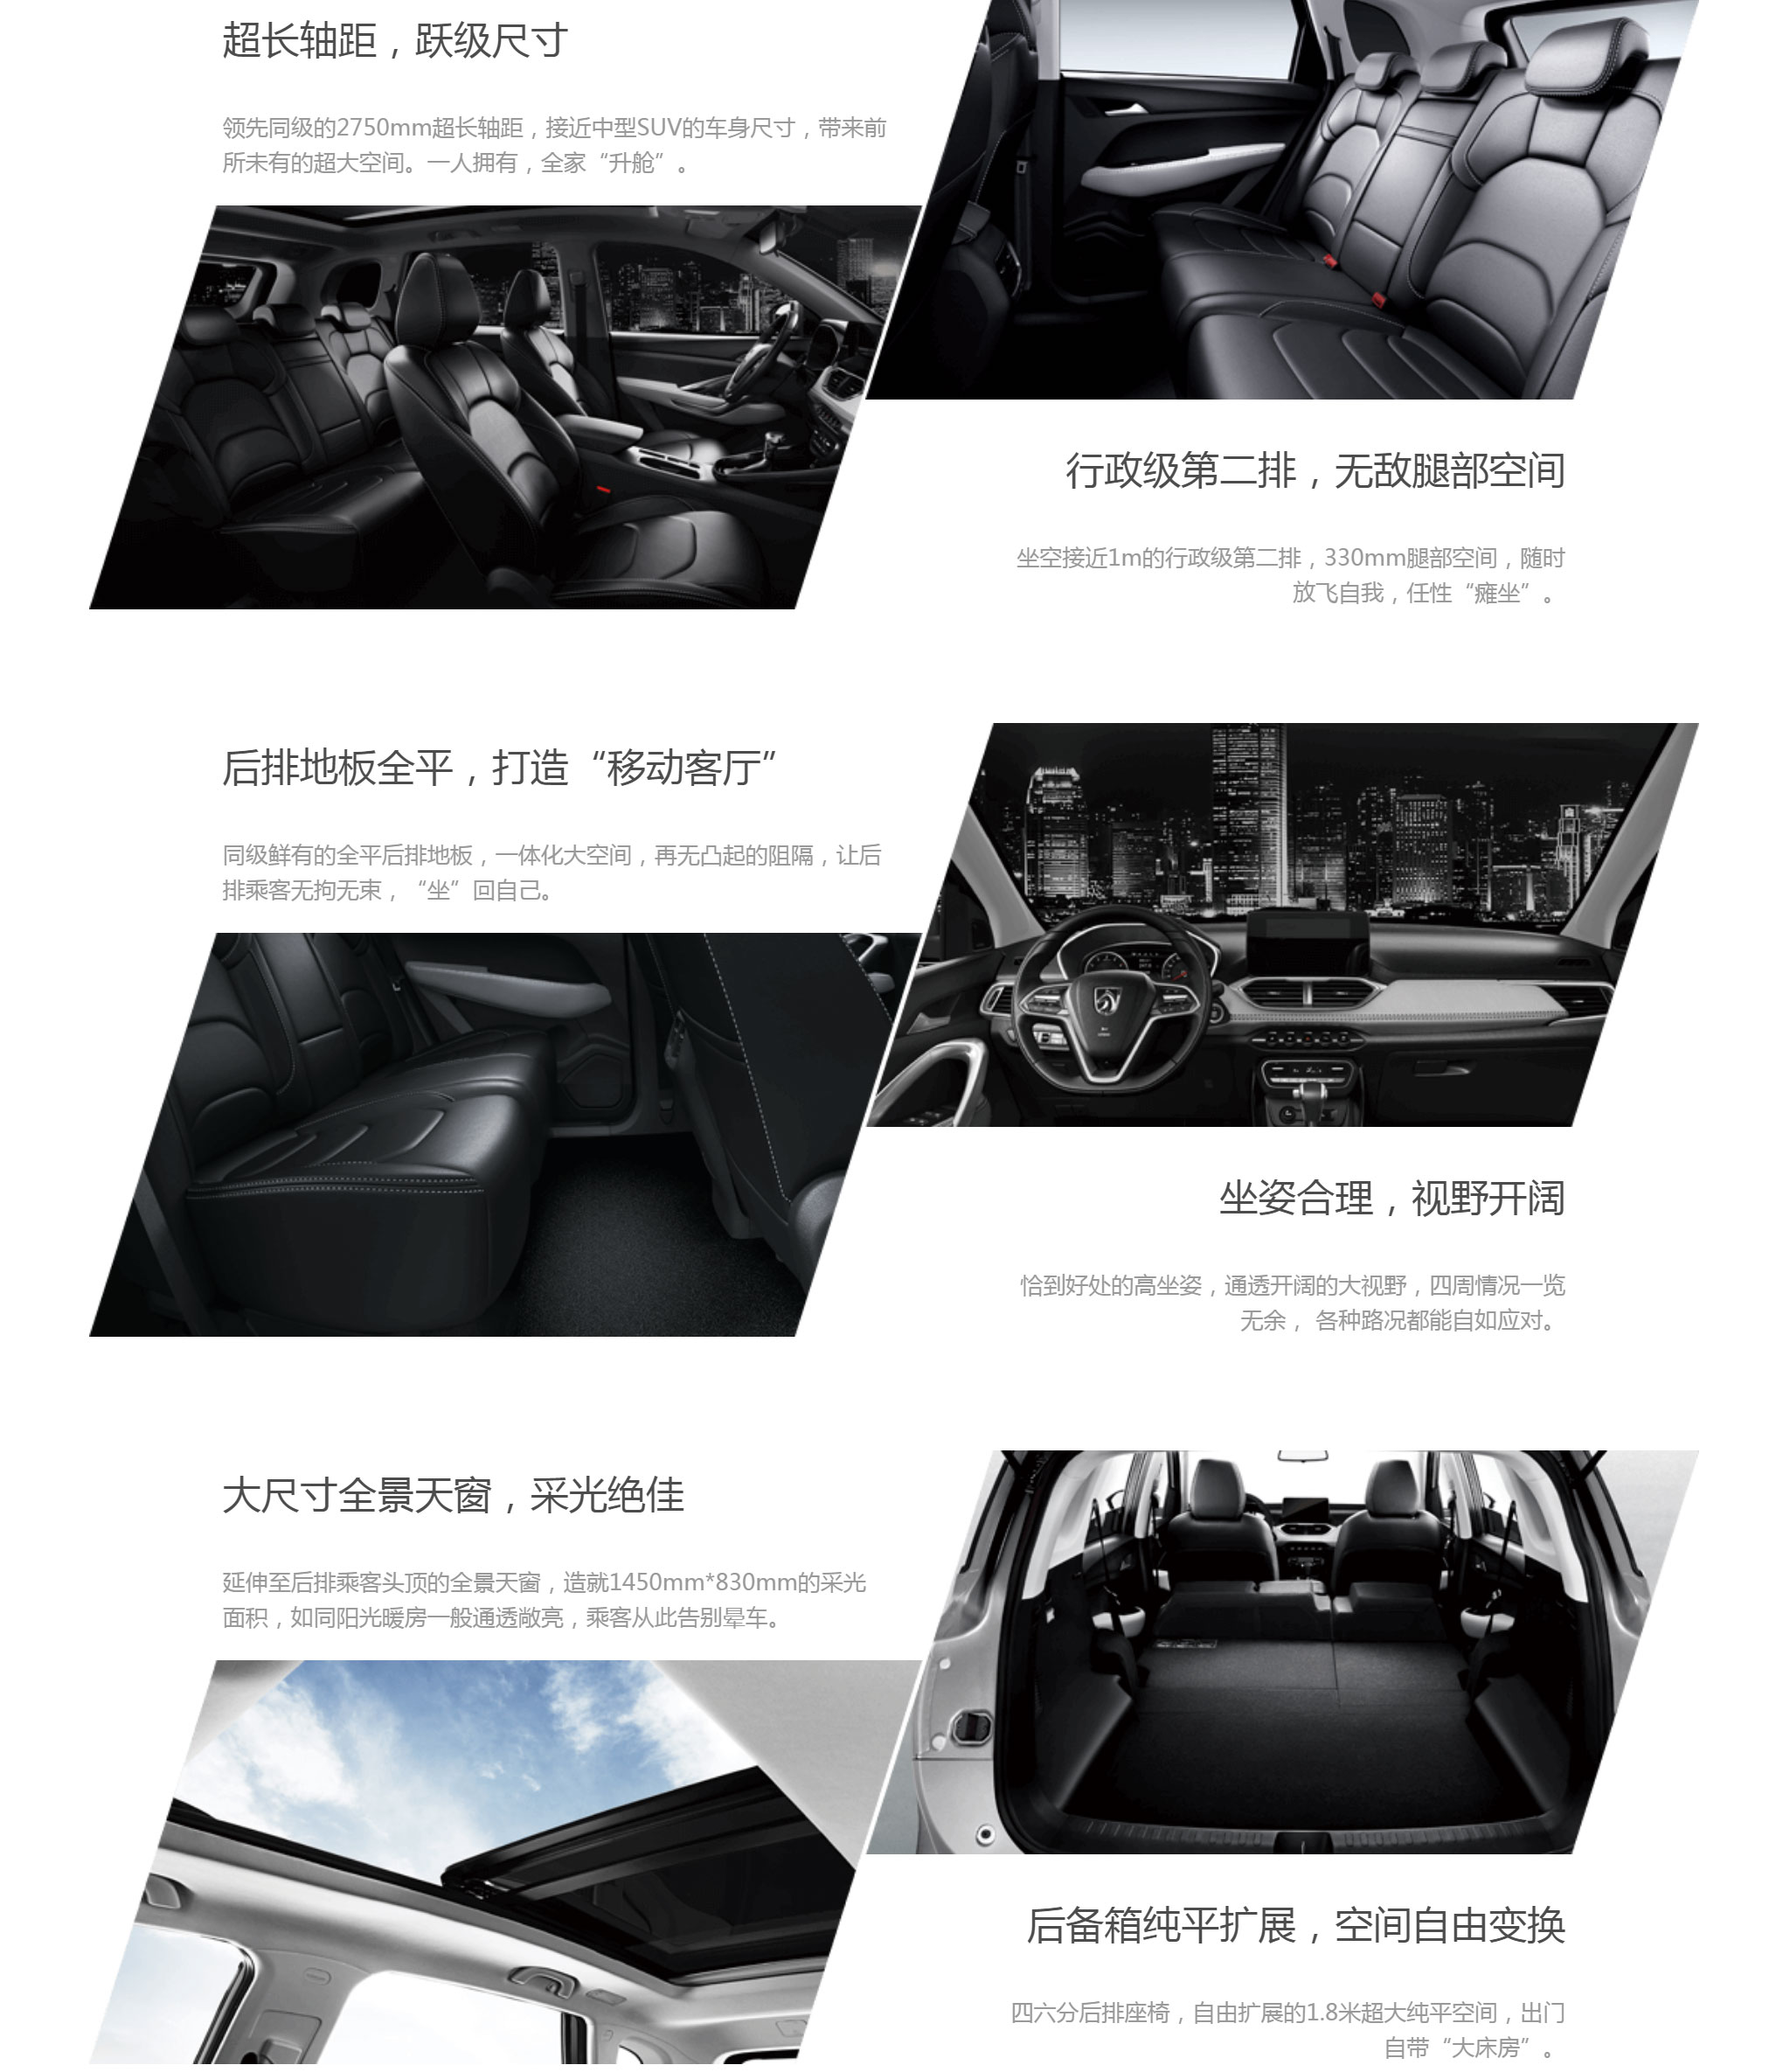 超长轴距，跃级尺寸
领先同级的2750mm超长轴距，接近中型SUV的车身尺寸，带来前
所未有的超大空间。一人拥有，全家“升舱”。
行政级第二排，无敌腿部空间
坐空接近1m的行政级第二排，330mm腿部空间，随时
放飞自我，任性“瘫坐”。
后排地板全平，打造“移动客厅”
同级鲜有的全平后排地板，一体化大空间，再无凸起的阻隔，让后
排乘客无拘无束，“坐”回自己。
坐姿合理，视野开阔
恰到好处的高坐姿，通透开阔的大视野，四周情况一览
无余， 各种路况都能自如应对。
大尺寸全景天窗，采光绝佳
延伸至后排乘客头顶的全景天窗，造就1450mm*830mm的采光
面积，如同阳光暖房一般通透敞亮，乘客从此告别晕车。
后备箱纯平扩展，空间自由变换
四六分后排座椅，自由扩展的1.8米超大纯平空间，出门
自带“大床房”。